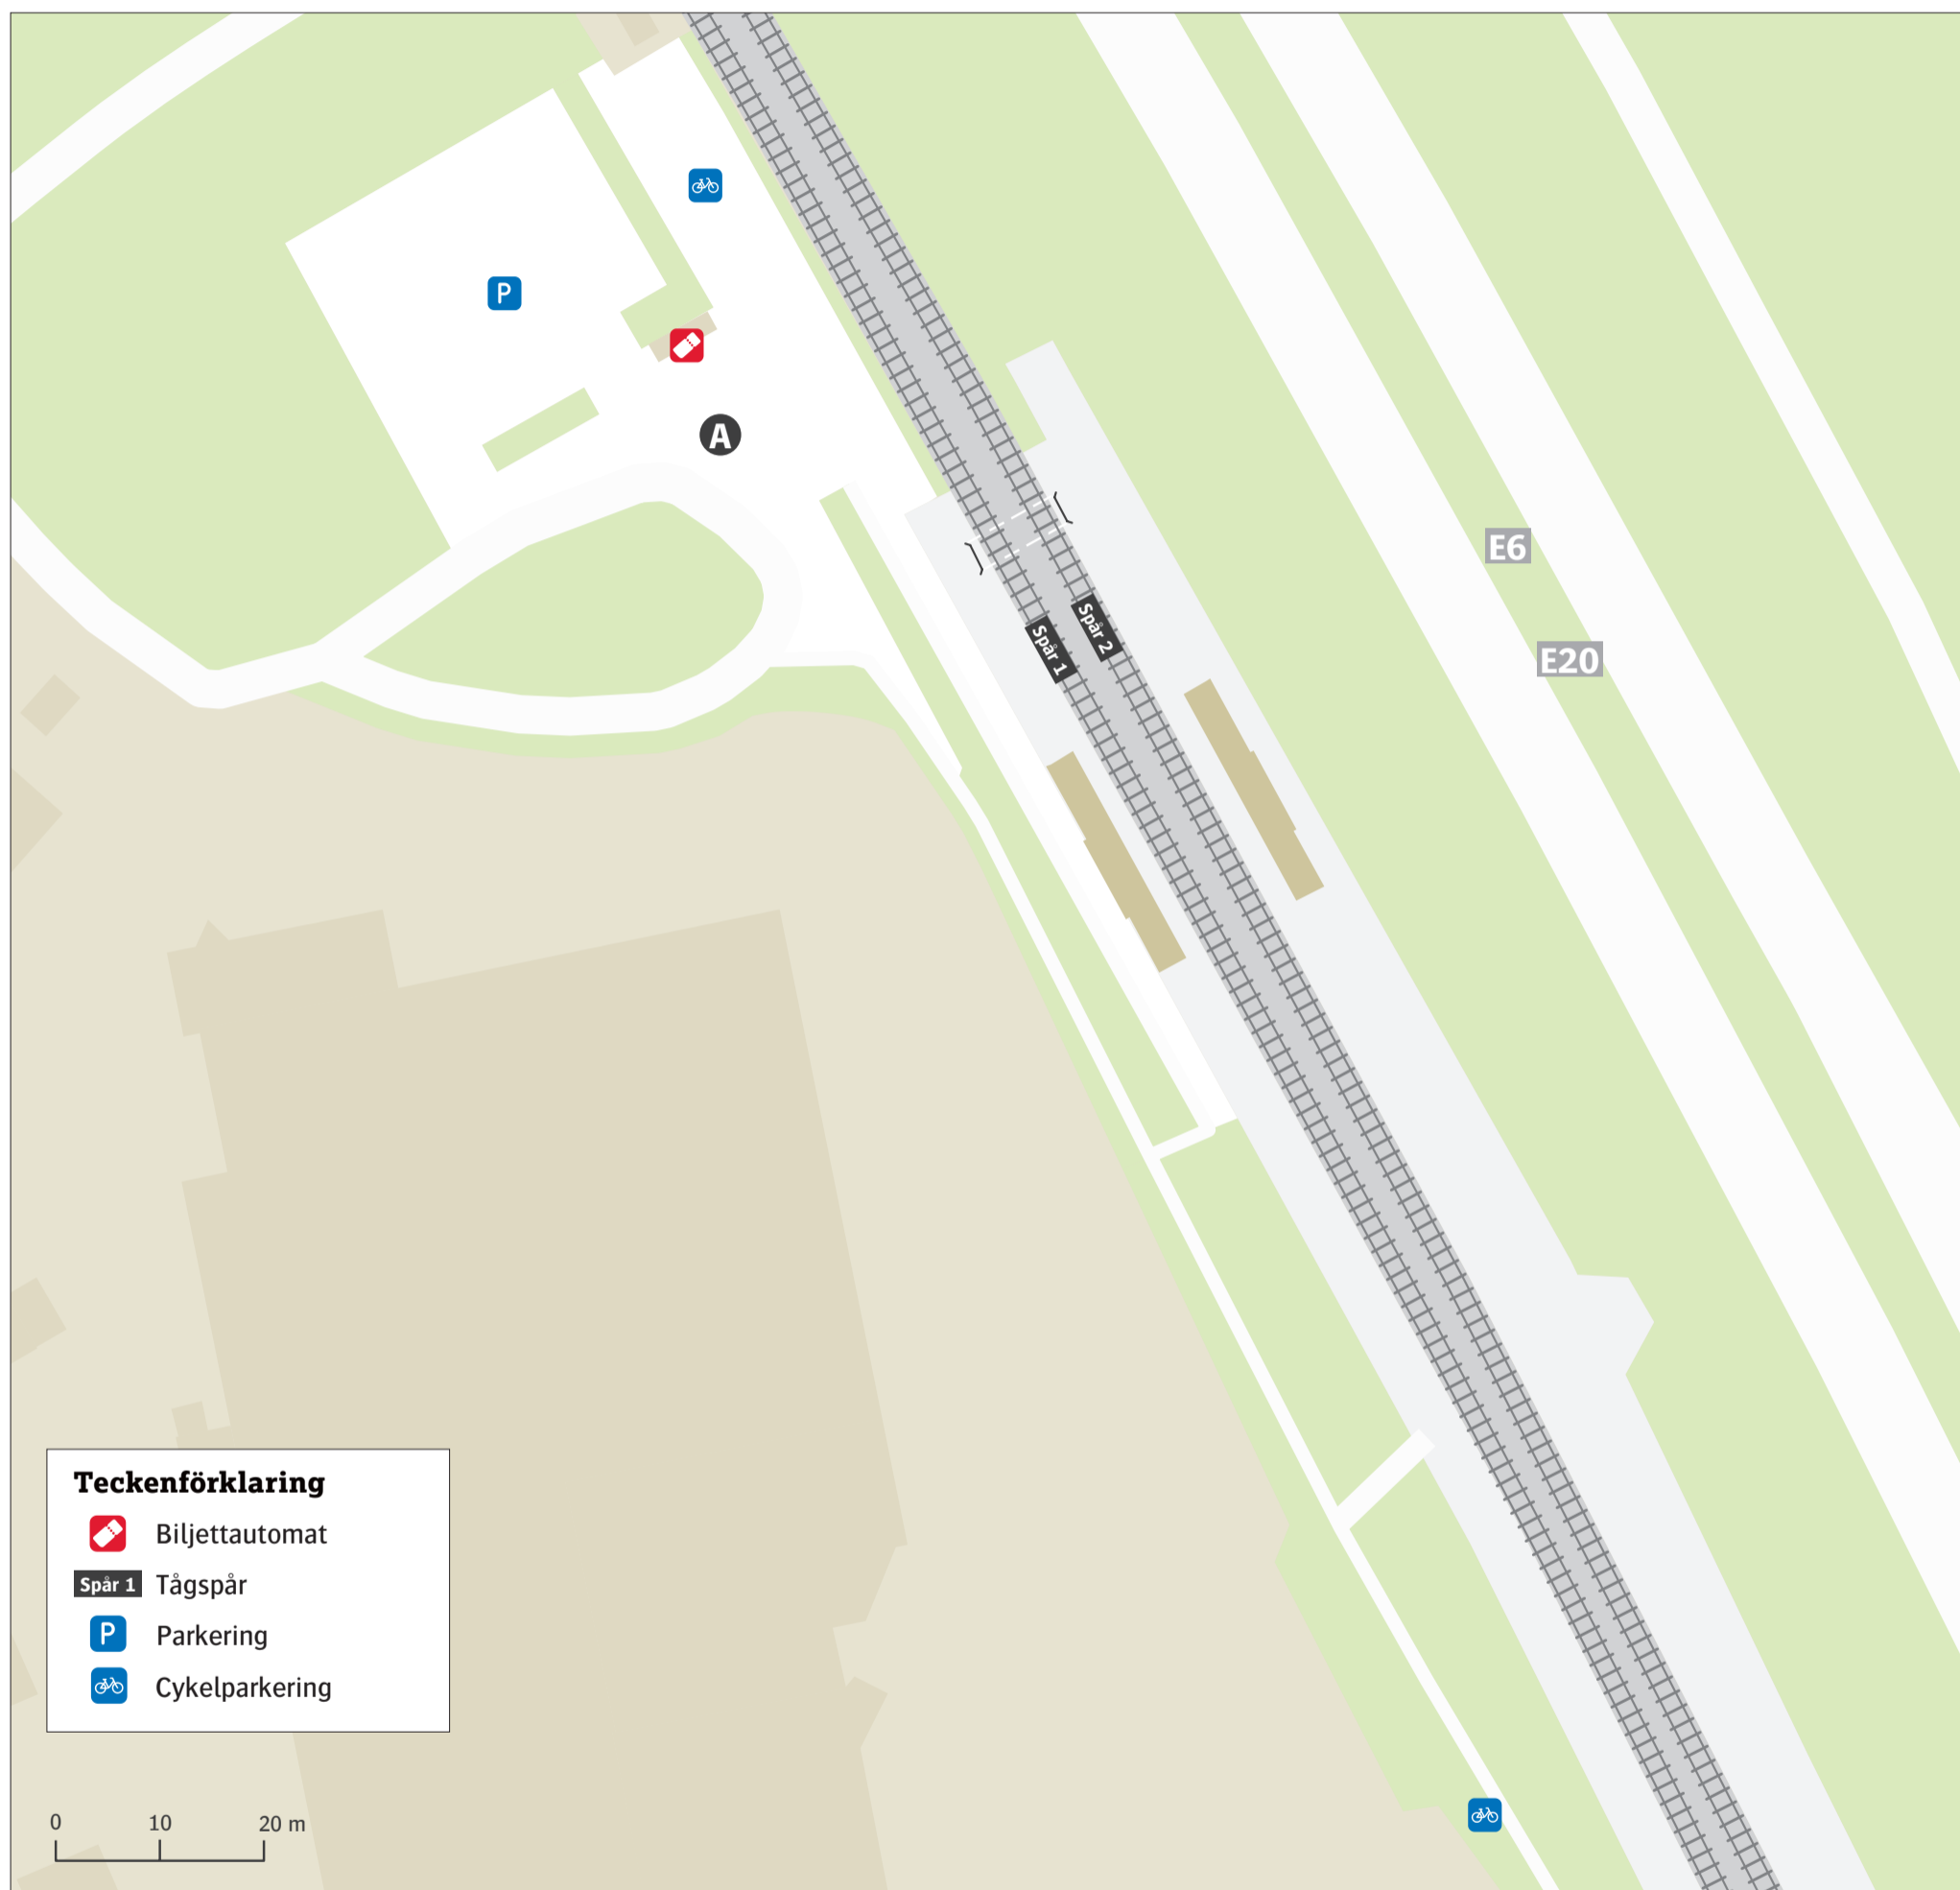 P
A
E6
Spår 2
Spår 1
E20
Teckenförklaring
Biljettautomat
Spår 1 Tågspår
P Parkering
Cykelparkering
0 10 20 m